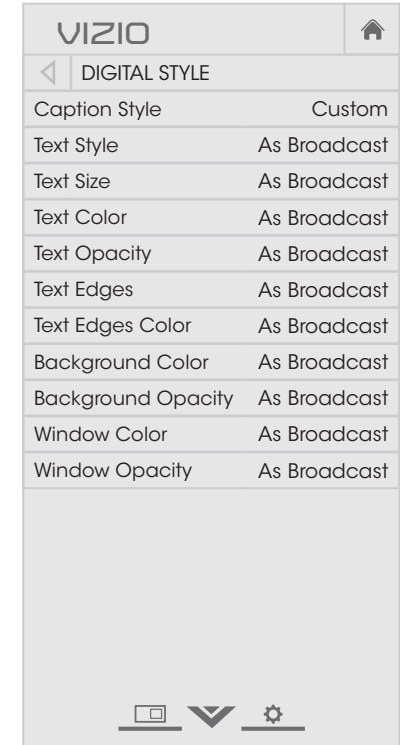 VIZIO
DIGITAL STYLE
Caption Style Custom
Text Style As Broadcast
Text Size As Broadcast
Text Color As Broadcast
Text Opacity As Broadcast
Text Edges As Broadcast
Text Edges Color As Broadcast
Background Color As Broadcast
Background Opacity As Broadcast
Window Color As Broadcast
Window Opacity As Broadcast